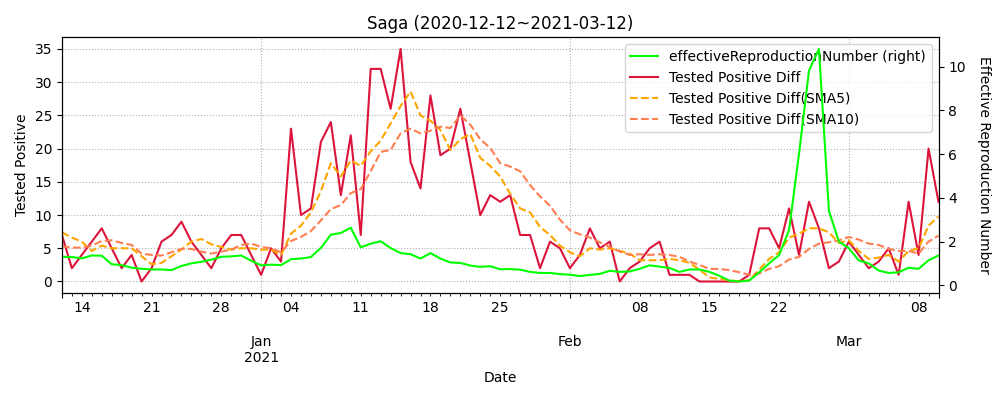 Saga (2020-12-12~2021-03-12)
effectiveReproductionNumber (right)
Tested Positive Diff
Tested Positive Diff(SMA5)
Tested Positive Diff(SMA10)
Tested Positive
35
30
25
20
15
10
5
0
Effective Reproduction Number
10
8
6
4
2
0
14 21 28 04 11 18 25 08 15 22 08
Jan Feb Mar
2021
Date